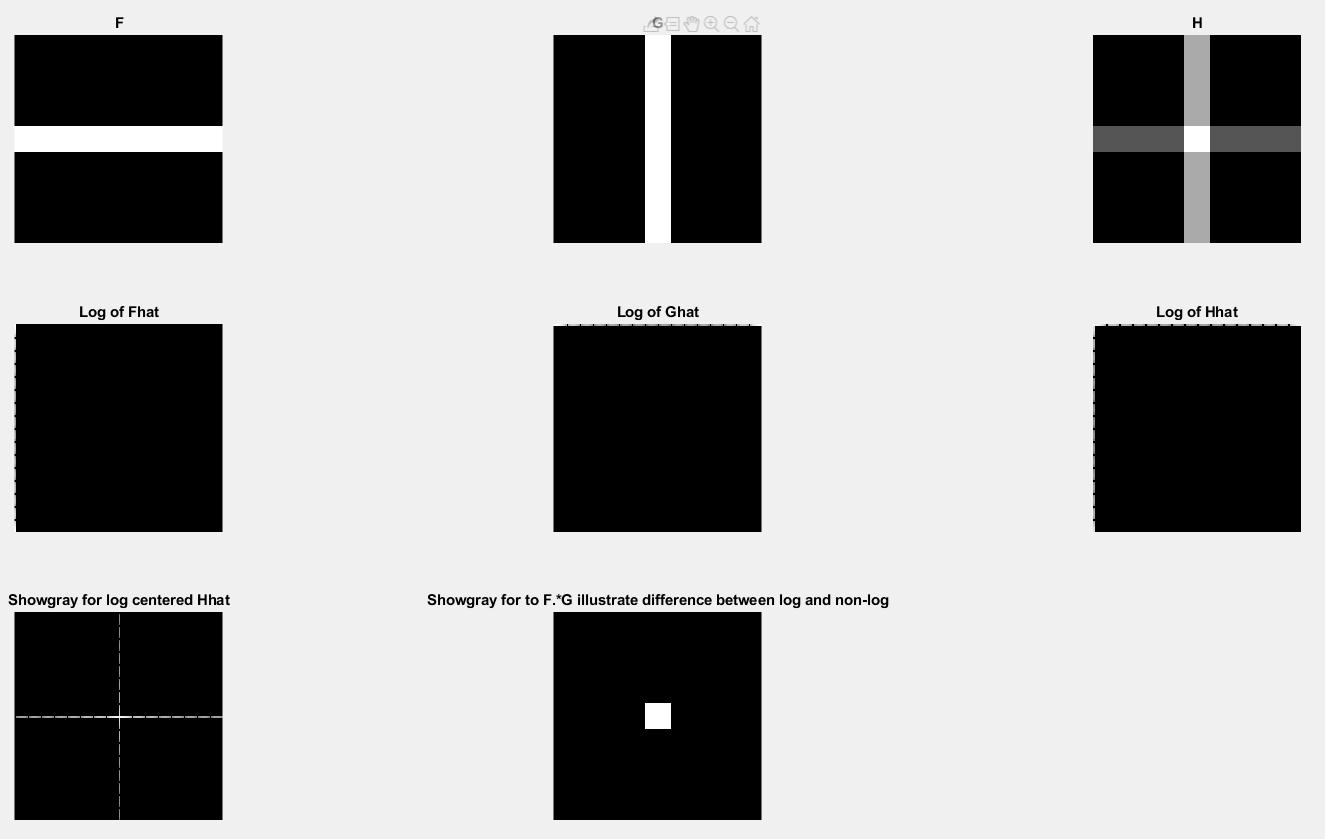 F
G
H
Log of Fhat
Log of Ghat
Log of Hhat
Showgray for log centered Hhat
Showgray for to F.*G illustrate difference between log and non-log